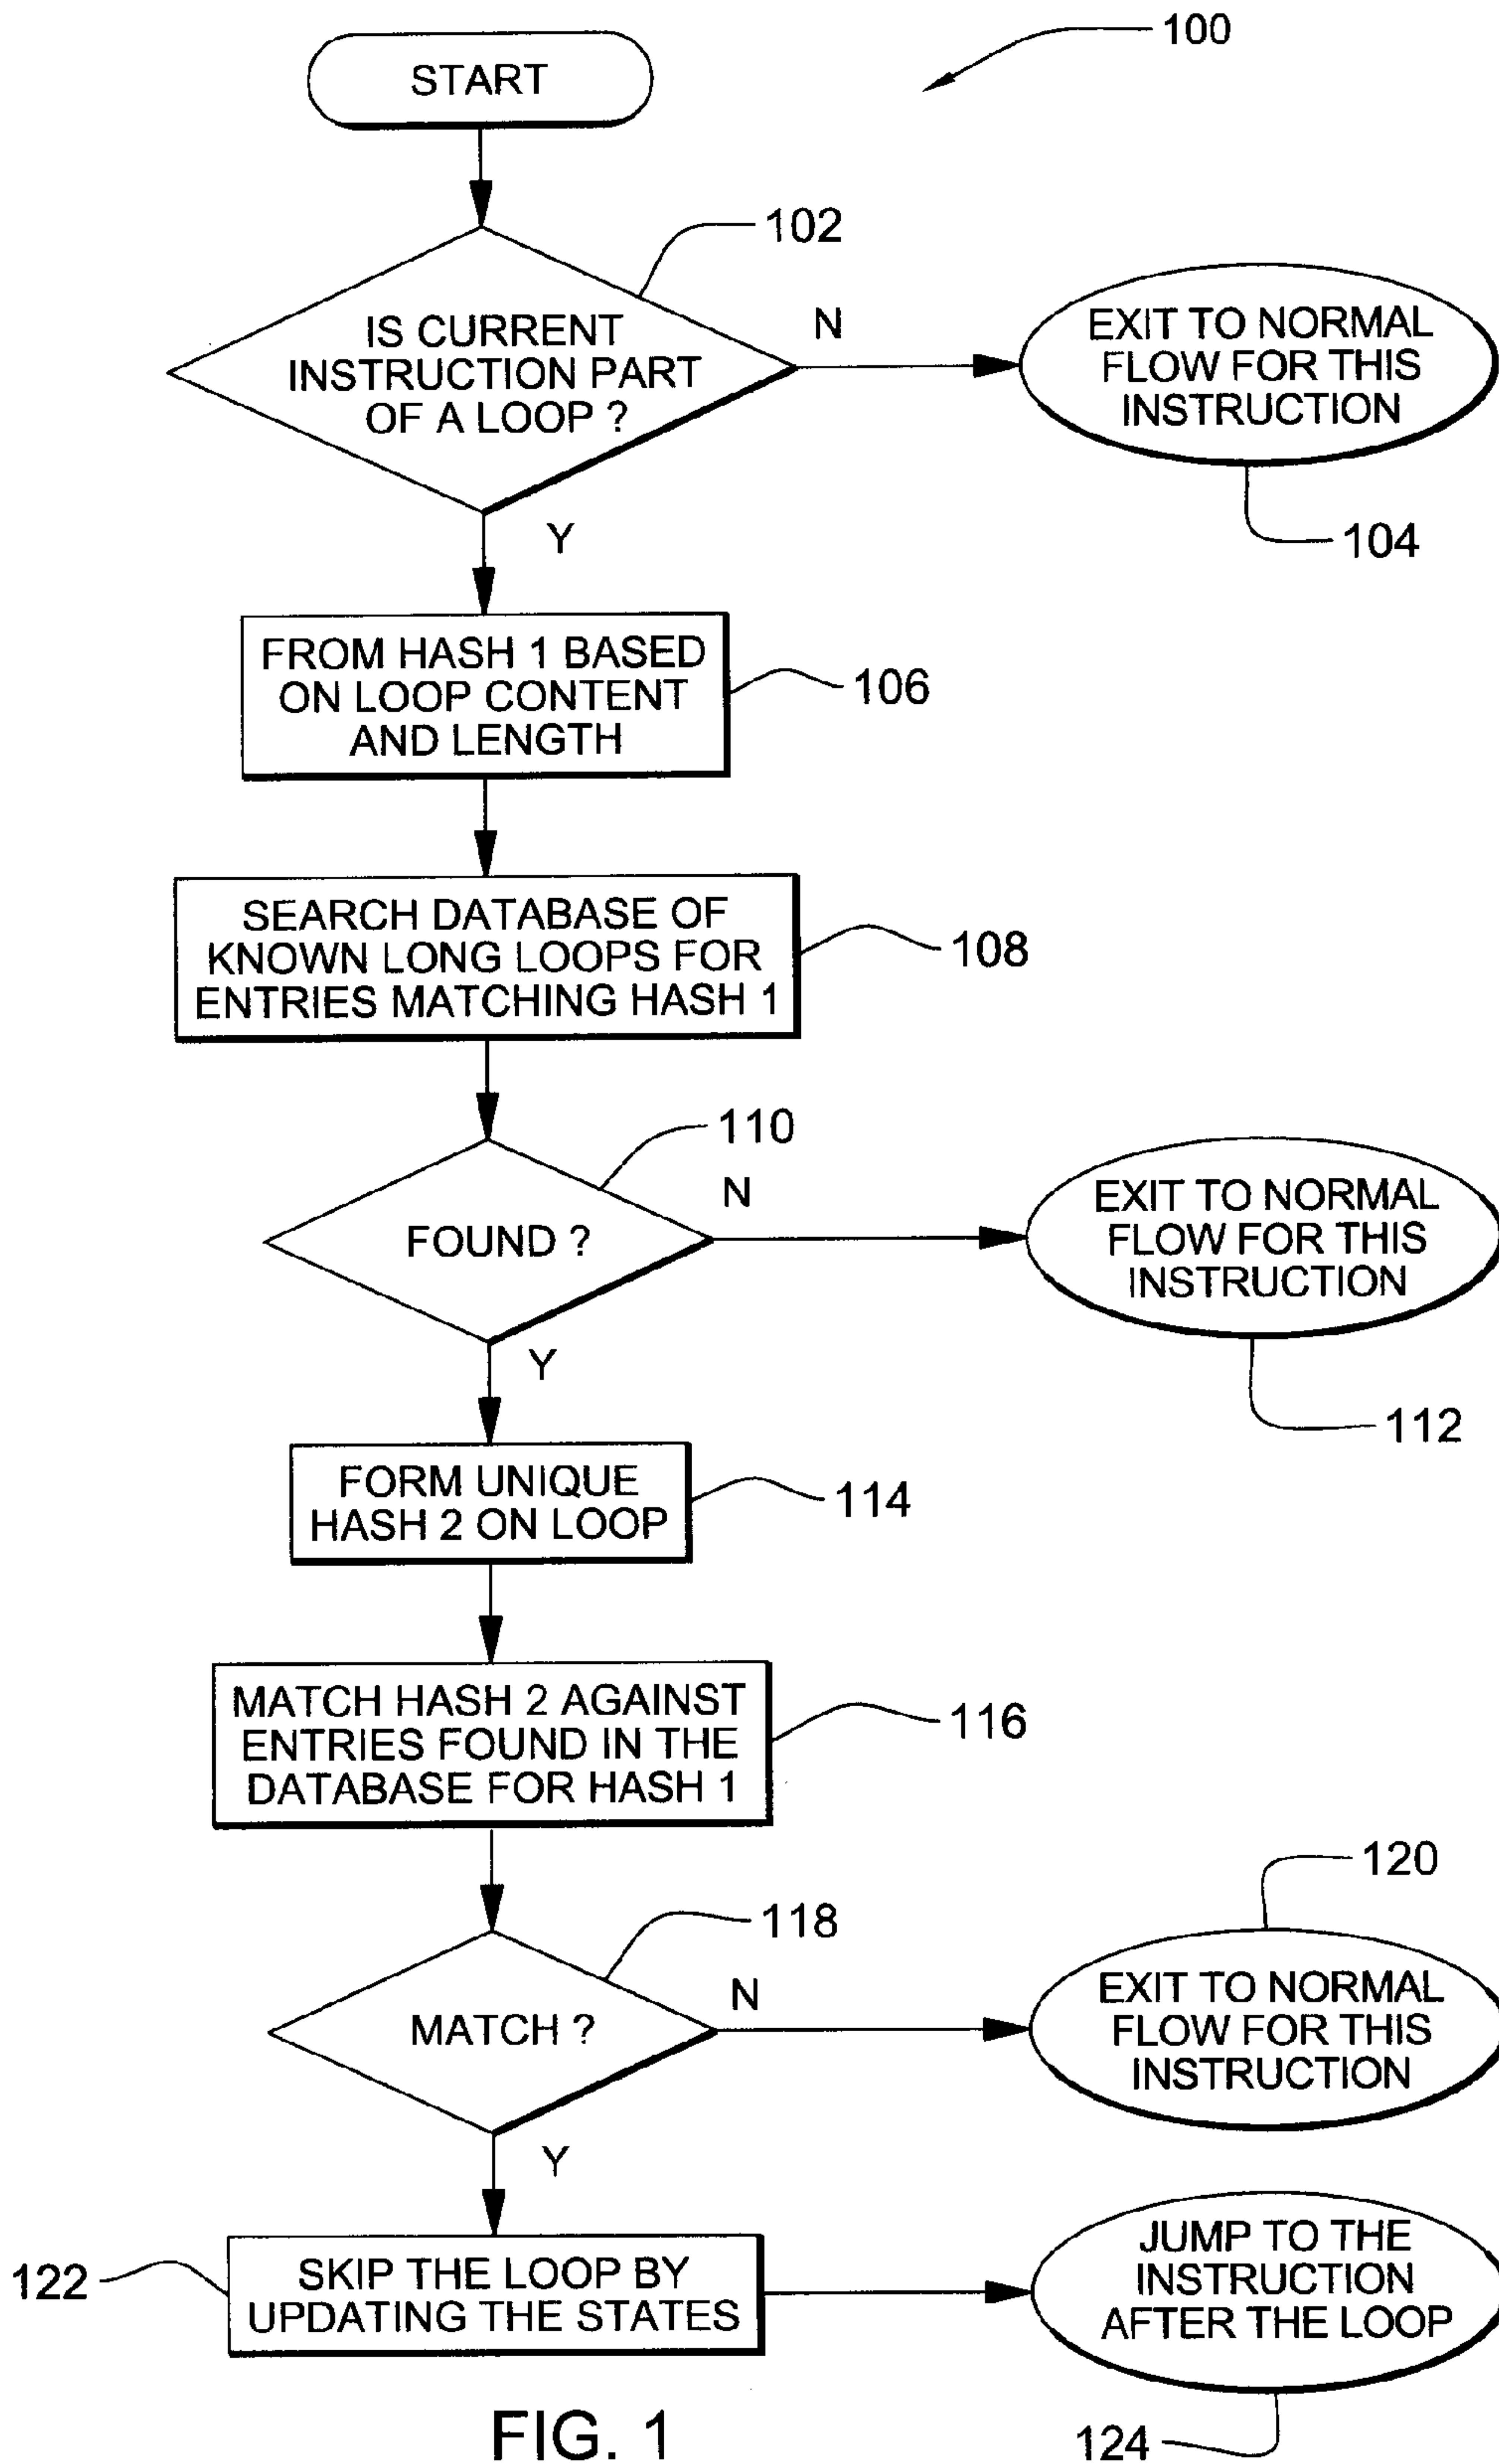 100
START
102
IS CURRENT
INSTRUCTION PART
OF A LOOP ?
N
EXIT TO NORMAL
FLOW FOR THIS
INSTRUCTION
104
Y
FROM HASH 1 BASED
ON LOOP CONTENT
AND LENGTH
106
SEARCH DATABASE OF
KNOWN LONG LOOPS FOR
ENTRIES MATCHING HASH 1
108
110
FOUND ?
N
EXIT TO NORMAL
FLOW FOR THIS
INSTRUCTION
112
Y
FORM UNIQUE
HASH 2 ON LOOP
114
MATCH HASH 2 AGAINST
ENTRIES FOUND IN THE
DATABASE FOR HASH 1
116
118
MATCH ?
N
120
EXIT TO NORMAL
FLOW FOR THIS
INSTRUCTION
Y
122
SKIP THE LOOP BY
UPDATING THE STATES
JUMP TO THE
INSTRUCTION
AFTER THE LOOP
124
FIG. 1